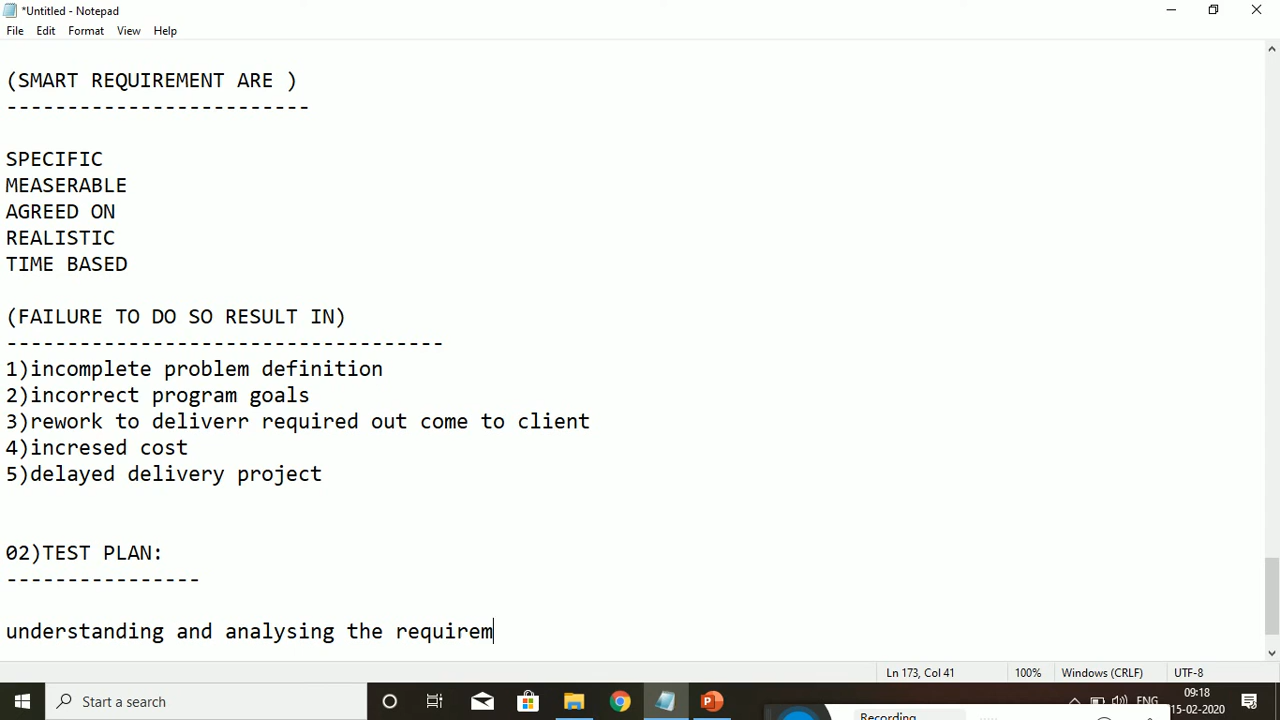 *Untitled - Notepad
File Edit Format View Help
(SMART REQUIREMENT ARE )
-------------------------
SPECIFIC
MEASERABLE
AGREED ON
REALISTIC
TIME BASED
(FAILURE TO DO SO RESULT IN)
------------------------------------
1)incomplete problem definition
2)incorrect program goals
3)rework to deliverr required out come to client
4)incresed cost
5)delayed delivery project
02)TEST PLAN:
----------------
understanding and analysing the requirem
Ln 173, Col 41 100% Windows (CRLF) UTF-8
Start a search
ENG
09:18
15-02-2020
Recording